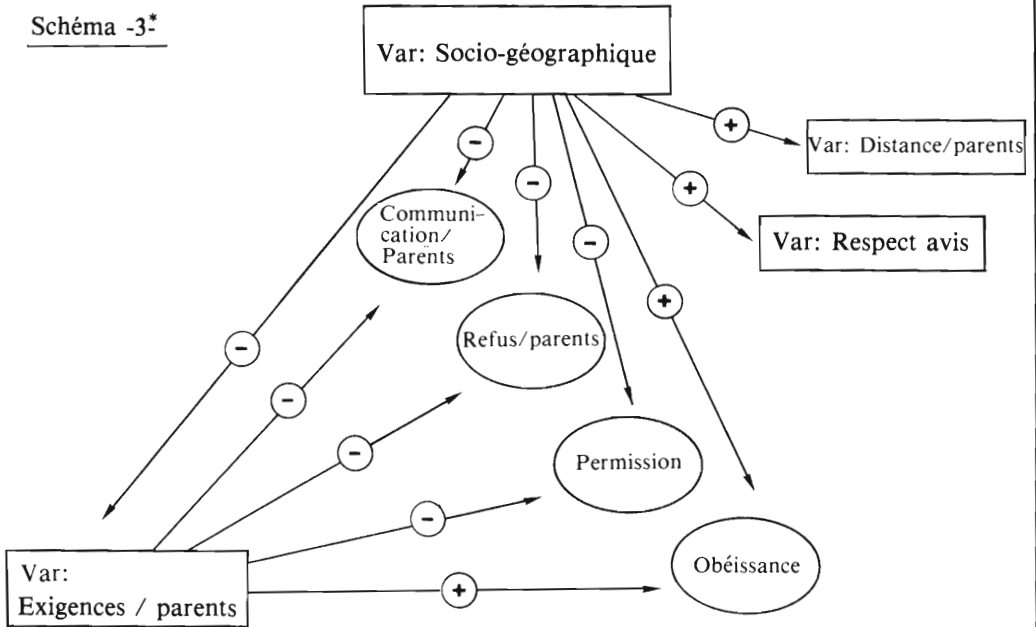 Schéma -3-*
Var: Socio-géographique
+
Var: Distance/parents
-
-
+
Communi-
cation/
Parents
-
Var: Respect avis
+
Refus/parents
-
-
-
Permission
-
Obéissance
Var:
Exigences / parents
+